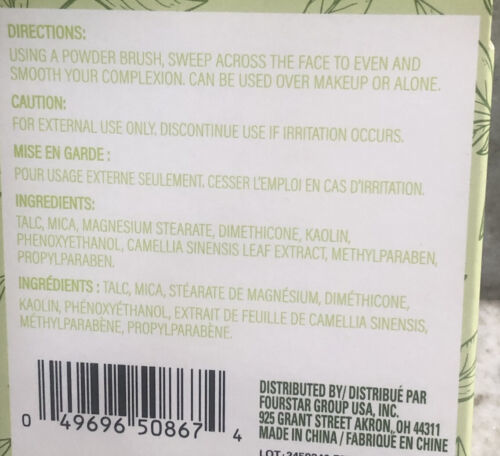 DIRECTIONS:
USING A POWDER BRUSH, SWEEP ACROSS THE FACE TO EVEN AND
SMOOTH YOUR COMPLEXION. CAN BE USED OVER MAKEUP OR ALONE.
CAUTION:
FOR EXTERNAL USE ONLY. DISCONTINUE USE IF IRRITATION OCCURS.
MISE EN GARDE :
POUR USAGE EXTERNE SEULEMENT. CESSER L'EMPLOI EN CAS D'IRRITATION.
INGREDIENTS:
TALC, MICA, MAGNESIUM STEARATE, DIMETHICONE, KAOLIN,
PHENOXYETHANOL, CAMELLIA SINENSIS LEAF EXTRACT, METHYLPARABEN,
PROPYLPARABEN.
INGRÉDIENTS : TALC, MICA, STÉARATE DE MAGNÉSIUM, DIMÉTHICONE,
KAOLIN, PHÉNOXYÉTHANOL, EXTRAIT DE FEUILLE DE CAMELLIA SINENSIS,
MÉTHYLPARABÈNE, PROPYLPARABÈNE.
0 49696 50867 4
DISTRIBUTED BY/ DISTRIBUÉ PAR
FOURSTAR GROUP USA, INC.
925 GRANT STREET AKRON, OH 44311
MADE IN CHINA / FABRIQUÉ EN CHINE
LOT: